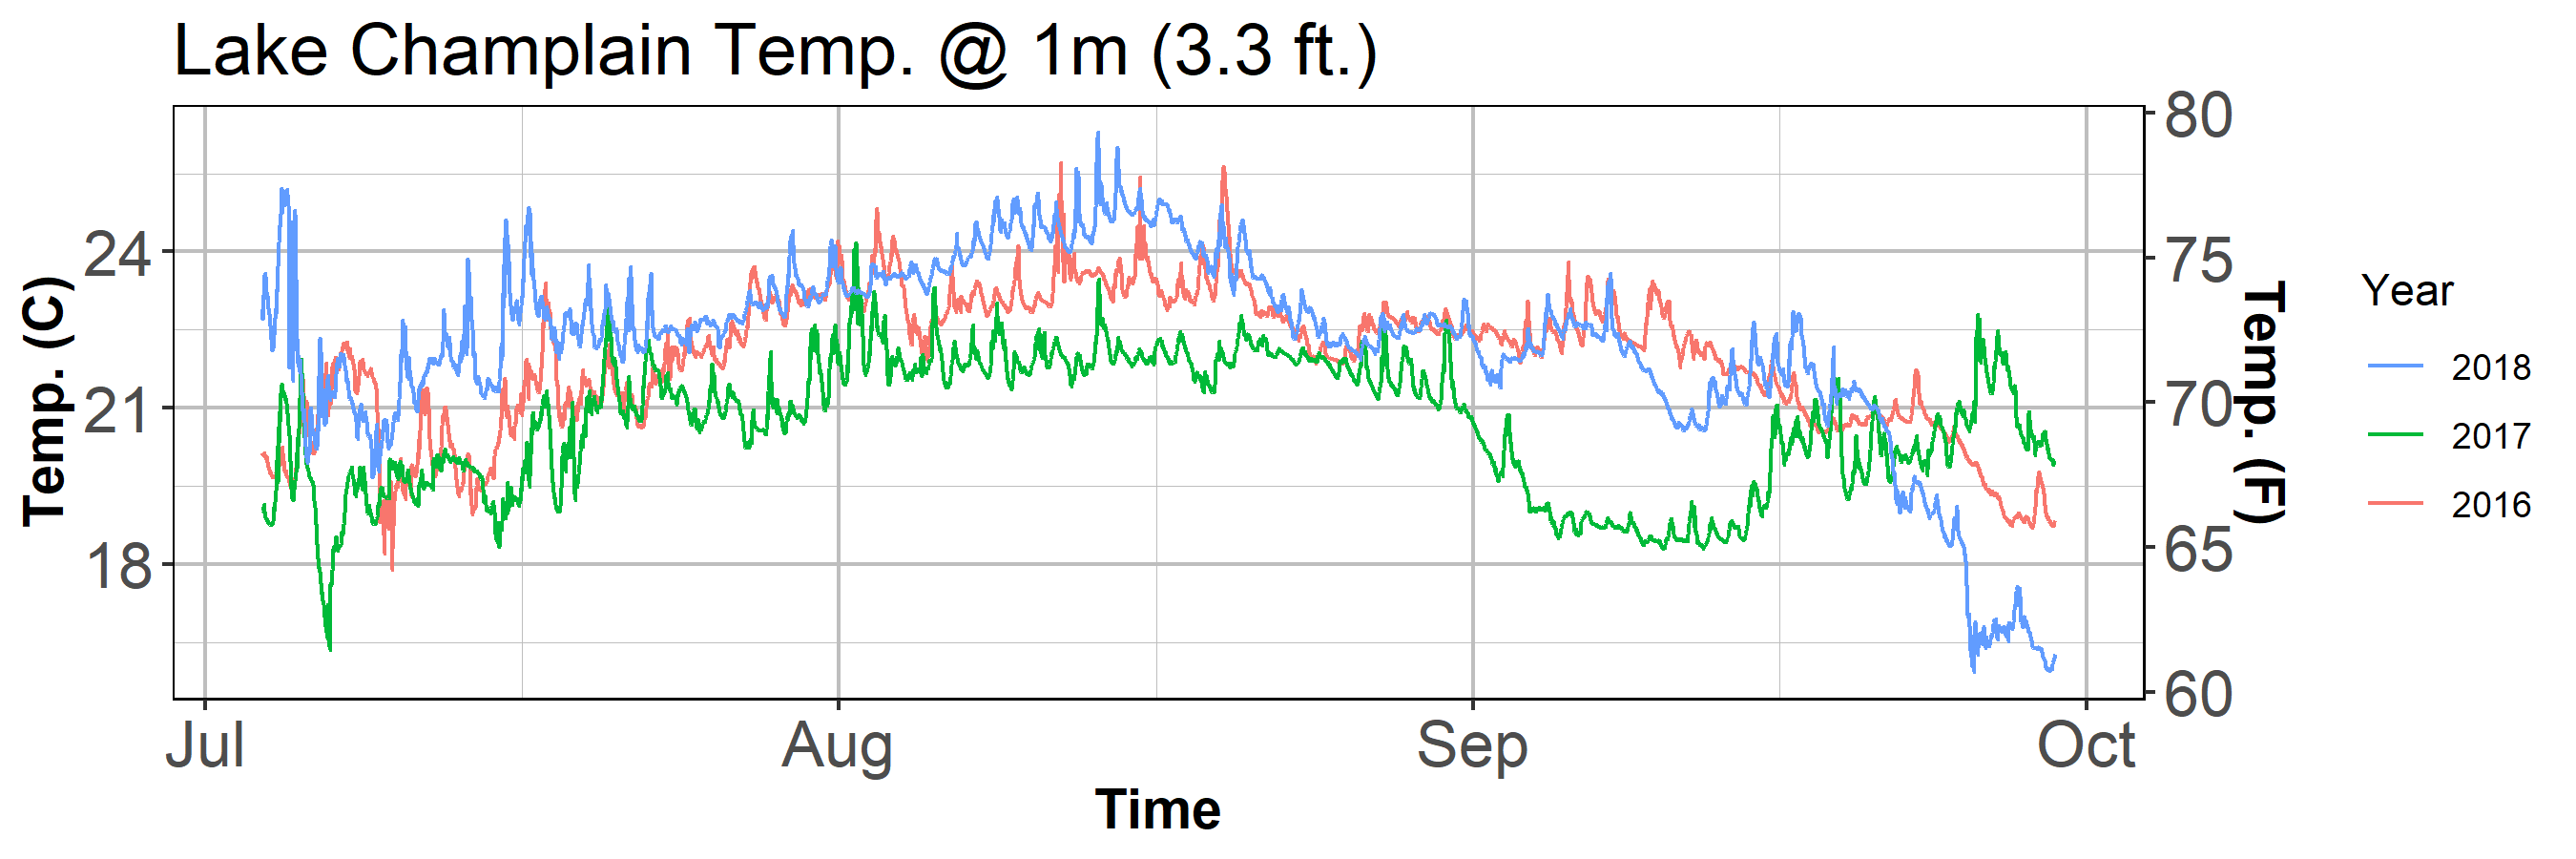 Lake Champlain Temp. @ 1m (3.3 ft.)
Temp. (C)
24
21
18
80
75
70
65
60
Temp. (F)
Jul
Aug
Sep
Oct
Time
Year
2018
2017
2016